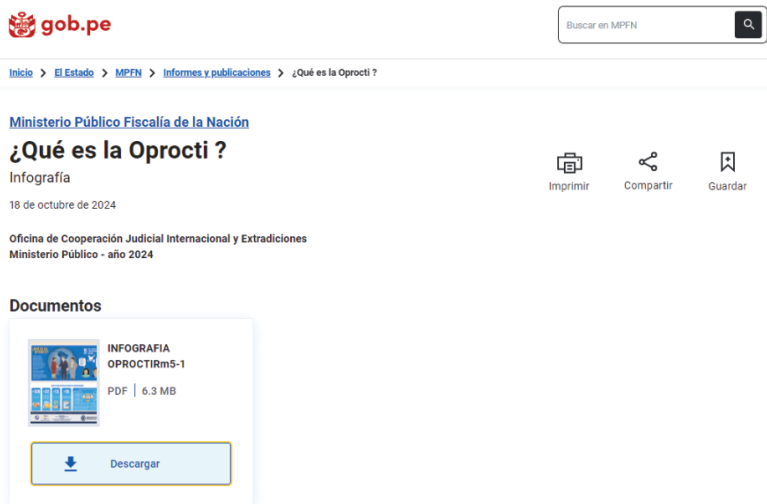 gob.pe
Buscar en MPFN
Inicio > El Estado > MPFN > Informes y publicaciones > ¿Qué es la Oprocti ?
Ministerio Público Fiscalía de la Nación
¿Qué es la Oprocti ?
Infografía
18 de octubre de 2024
Imprimir
Compartir
Guardar
Oficina de Cooperación Judicial Internacional y Extradiciones
Ministerio Público - año 2024
Documentos
INFOGRAFIA
OPROCTIRm5-1
PDF | 6.3 MB
Descargar